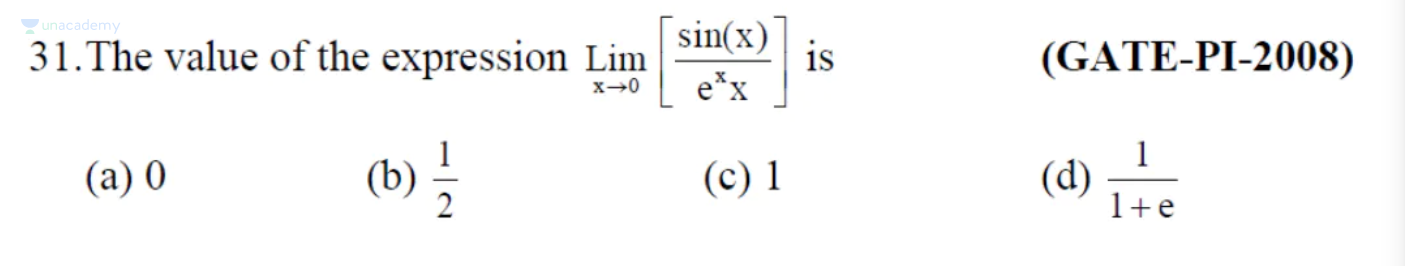 unacademy
31.The value of the expression Lim x→0 [sin(x) / eˣx] is (GATE-PI-2008)
(a) 0 (b) 1/2 (c) 1 (d) 1/1+e